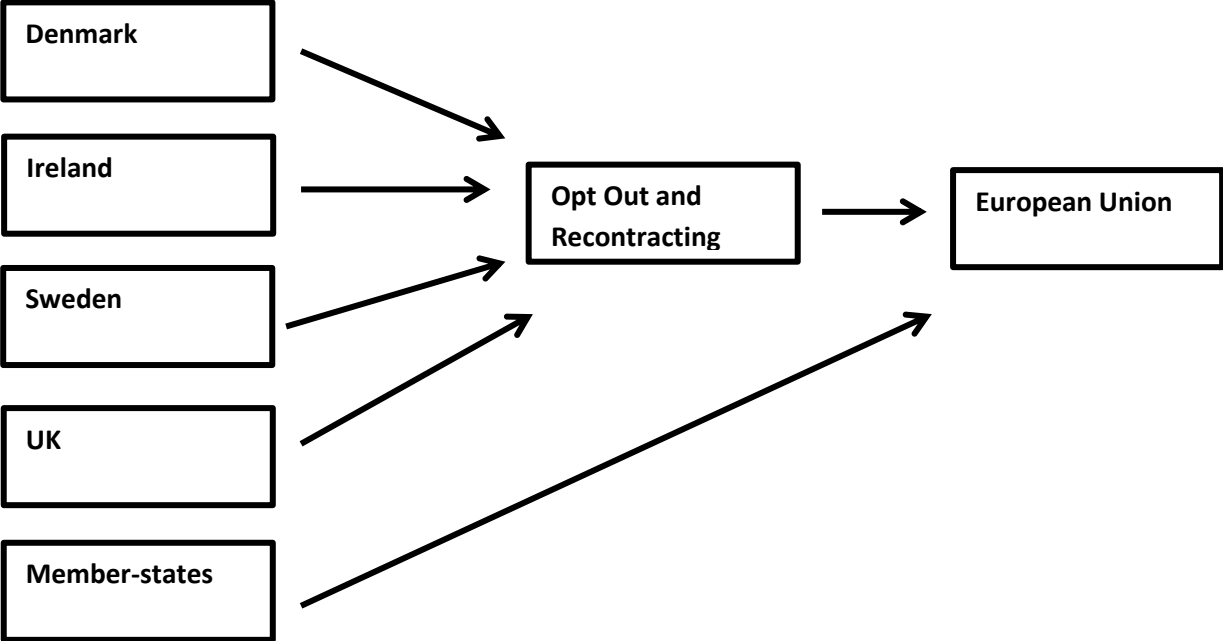 Denmark
Ireland
Sweden
UK
Member-states
Opt Out and
Recontracting
European Union